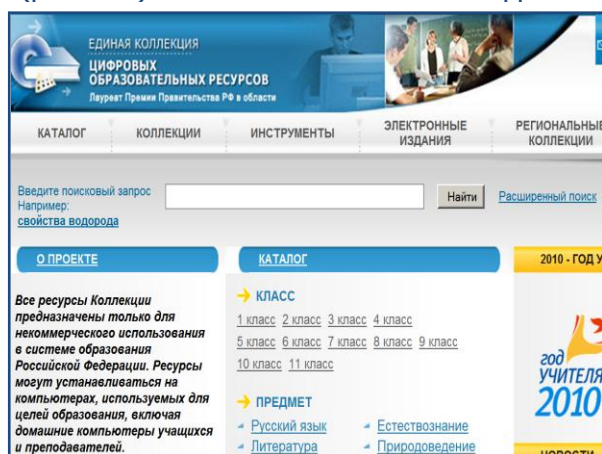 ЕДИНАЯ КОЛЛЕКЦИЯ
ЦИФРОВЫХ
ОБРАЗОВАТЕЛЬНЫХ РЕСУРСОВ
Лауреат Премии Правительства РФ в области
КАТАЛОГ КОЛЛЕКЦИИ ИНСТРУМЕНТЫ ЭЛЕКТРОННЫЕ ИЗДАНИЯ РЕГИОНАЛЬНЫЕ КОЛЛЕКЦИИ
Введите поисковый запрос
Например:
свойства водорода
Найти Расширенный поиск
О ПРОЕКТЕ
Все ресурсы Коллекции
предназначены только для
некоммерческого использования
в системе образования
Российской Федерации. Ресурсы
могут устанавливаться на
компьютерах, используемых для
целей образования, включая
домашние компьютеры учащихся
и преподавателей.
КАТАЛОГ
КЛАСС
1 класс 2 класс 3 класс 4 класс
5 класс 6 класс 7 класс 8 класс 9 класс
10 класс 11 класс
ПРЕДМЕТ
Русский язык Естествознание
Литература Природоведение
2010 - ГОД У
ГОД
УЧИТЕЛЯ
2010